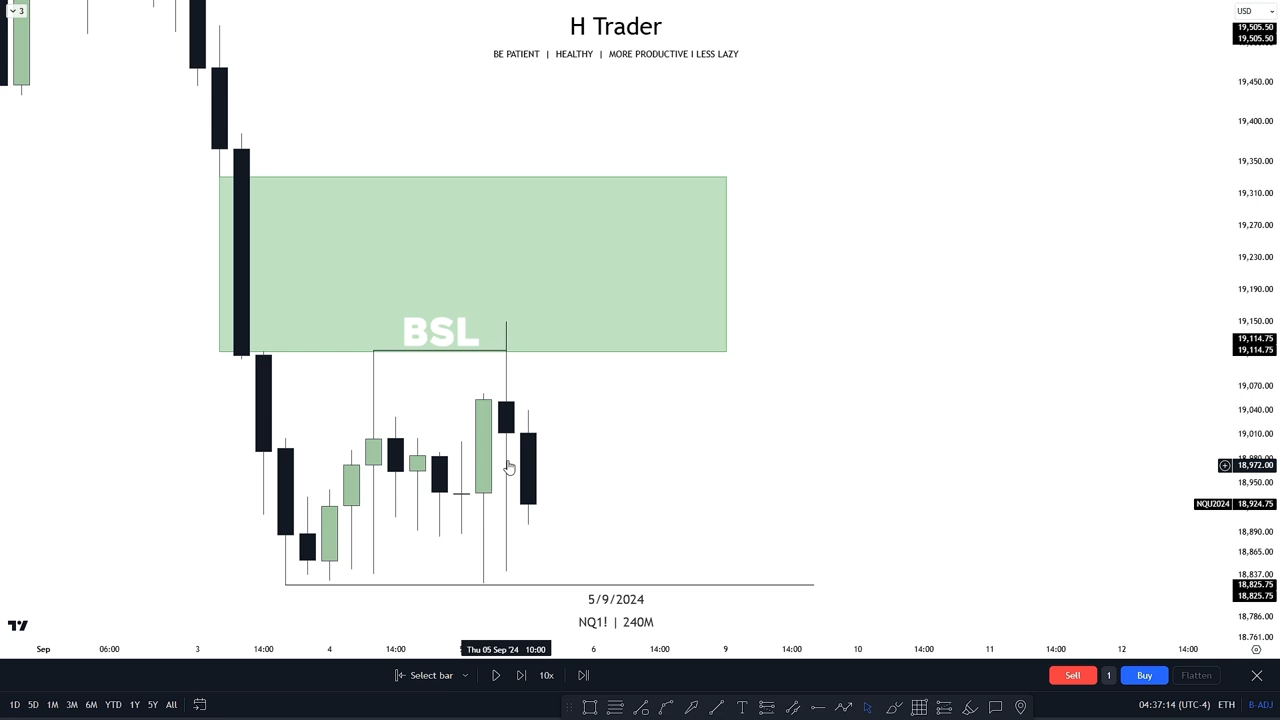 3
H Trader
USD
BE PATIENT | HEALTHY | MORE PRODUCTIVE I LESS LAZY
19,505.50
19,505.50
19,450.00
19,400.00
19,350.00
19,310.00
19,270.00
19,230.00
19,190.00
19,150.00
BSL
19,114.75
19,114.75
19,070.00
19,040.00
19,010.00
18,972.00
18,950.00
NQU2024 18,924.75
18,890.00
18,865.00
18,837.00
18,825.75
18,825.75
5/9/2024
18,786.00
NQ1! | 240M
18,761.00
Sep 06:00 3 14:00 4 14:00 Thu 05 Sep '24 10:00 6 14:00 9 14:00 10 14:00 11 14:00 12 14:00
Select bar 10x Sell 1 Buy Flatten
1D 5D 1M 3M 6M YTD 1Y 5Y All 04:37:14 (UTC-4) ETH B-ADJ